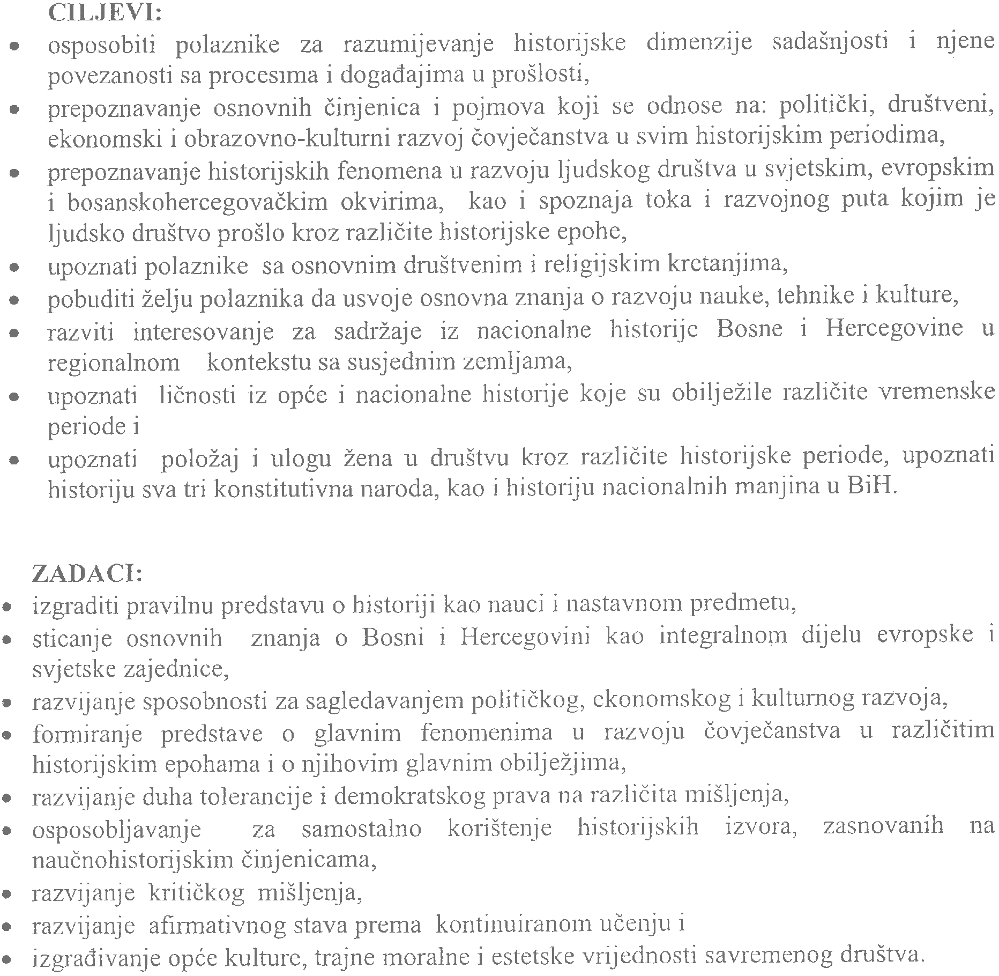 CILJEVI:
• osposobiti polaznike za razumijevanje historijske dimenzije sadašnjosti i njene
povezanosti sa procesima i događajima u prošlosti,
• prepoznavanje osnovnih činjenica i pojmova koji se odnose na: politički, društveni,
ekonomski i obrazovno-kulturni razvoj čovječanstva u svim historijskim periodima,
• prepoznavanje historijskih fenomena u razvoju ljudskog društva u svjetskim, evropskim
i bosanskohercegovačkim okvirima, kao i spoznaja toka i razvojnog puta kojim je
ljudsko društvo prošlo kroz različite historijske epohe,
• upoznati polaznike sa osnovnim društvenim i religijskim kretanjima,
• pobuditi želju polaznika da usvoje osnovna znanja o razvoju nauke, tehnike i kulture,
• razviti interesovanje za sadržaje iz nacionalne historije Bosne i Hercegovine u
regionalnom kontekstu sa susjednim zemljama,
• upoznati ličnosti iz opće i nacionalne historije koje su obilježile različite vremenske
periode i
• upoznati položaj i ulogu žena u društvu kroz različite historijske periode, upoznati
historiju sva tri konstitutivna naroda, kao i historiju nacionalnih manjina u BiH.
ZADACI:
• izgraditi pravilnu predstavu o historiji kao nauci i nastavnom predmetu,
• sticanje osnovnih znanja o Bosni i Hercegovini kao integralnom dijelu evropske i
svjetske zajednice,
• razvijanje sposobnosti za sagledavanjem političkog, ekonomskog i kulturnog razvoja,
• formiranje predstave o glavnim fenomenima u razvoju čovječanstva u različitim
historijskim epohama i o njihovim glavnim obilježjima,
• razvijanje duha tolerancije i demokratskog prava na različita mišljenja,
• osposobljavanje za samostalno korištenje historijskih izvora, zasnovanih na
naučnohistorijskim činjenicama,
• razvijanje kritičkog mišljenja,
• razvijanje afirmativnog stava prema kontinuiranom učenju i
• izgrađivanje opće kulture, trajne moralne i estetske vrijednosti savremenog društva.